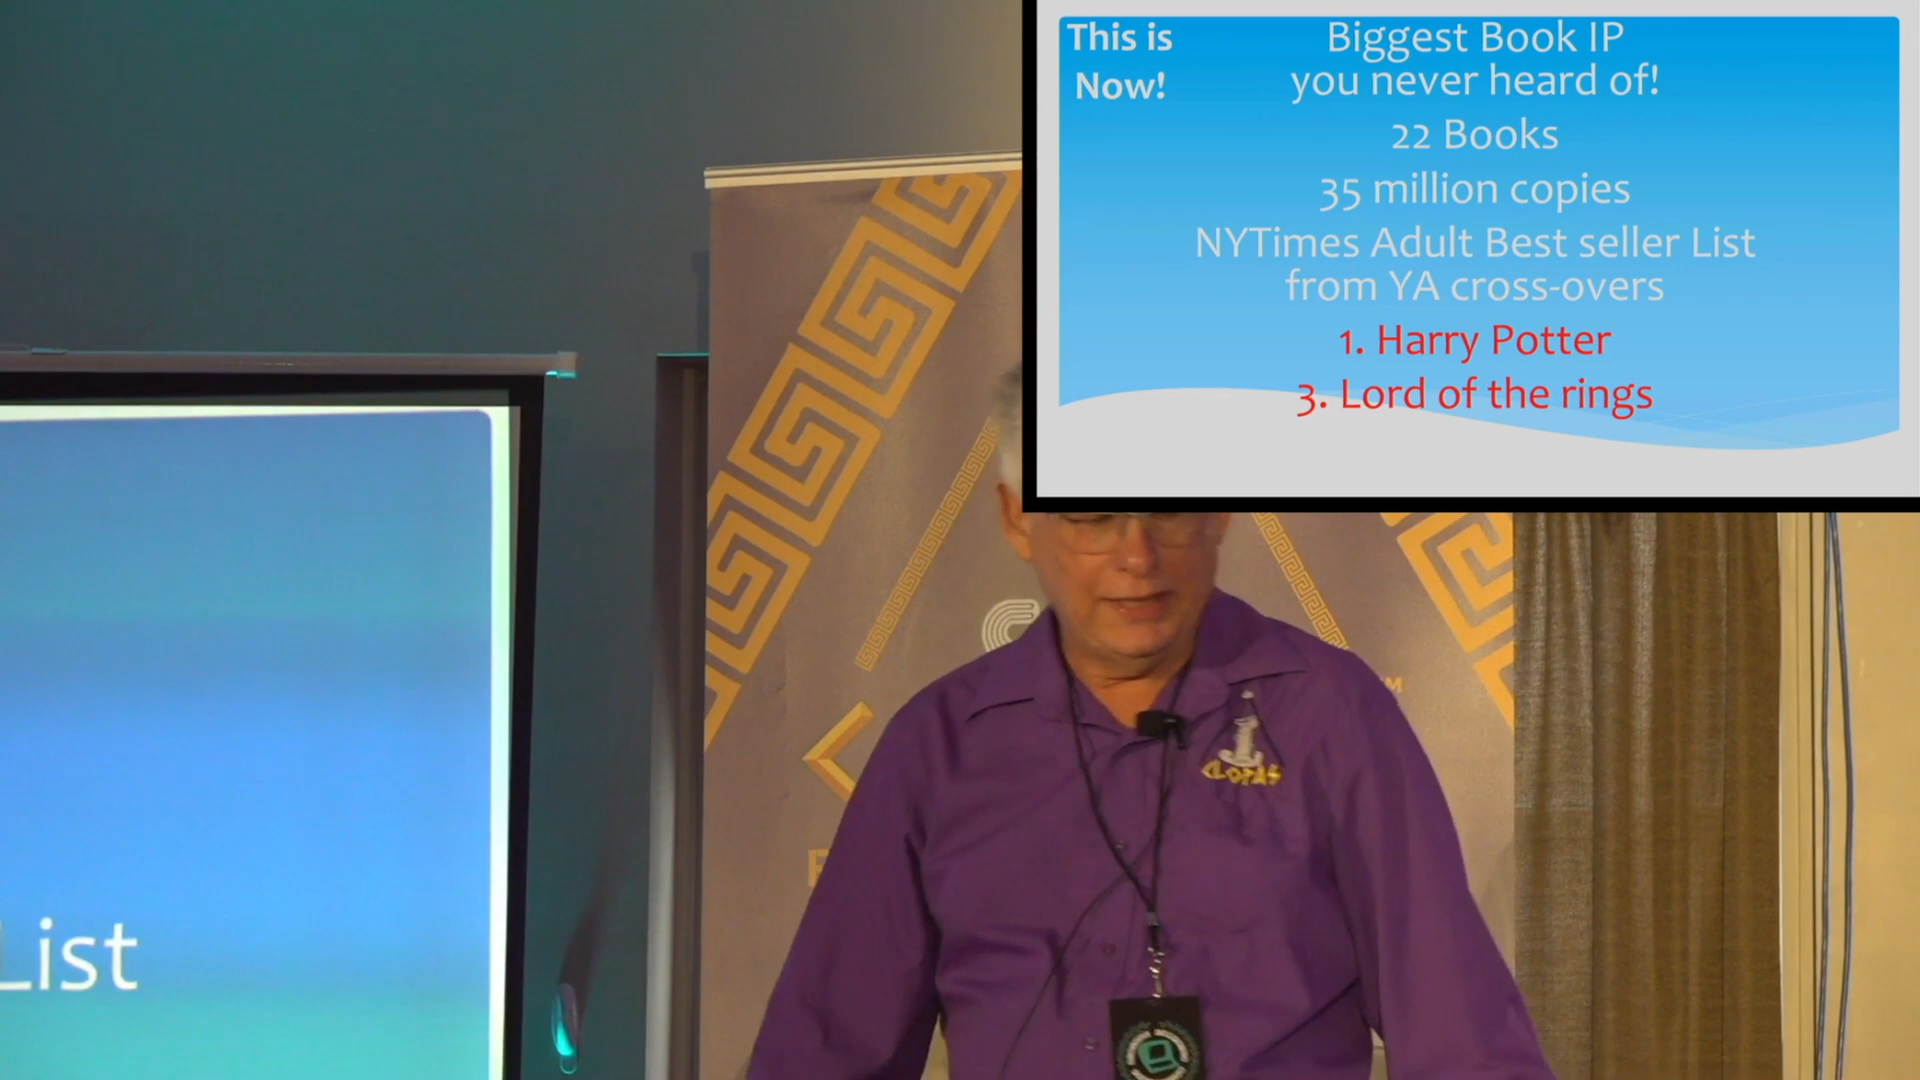 This is
Now!
Biggest Book IP
you never heard of!
22 Books
35 million copies
NYTimes Adult Best seller List
from YA cross-overs
1. Harry Potter
3. Lord of the rings
List
CLOPAS